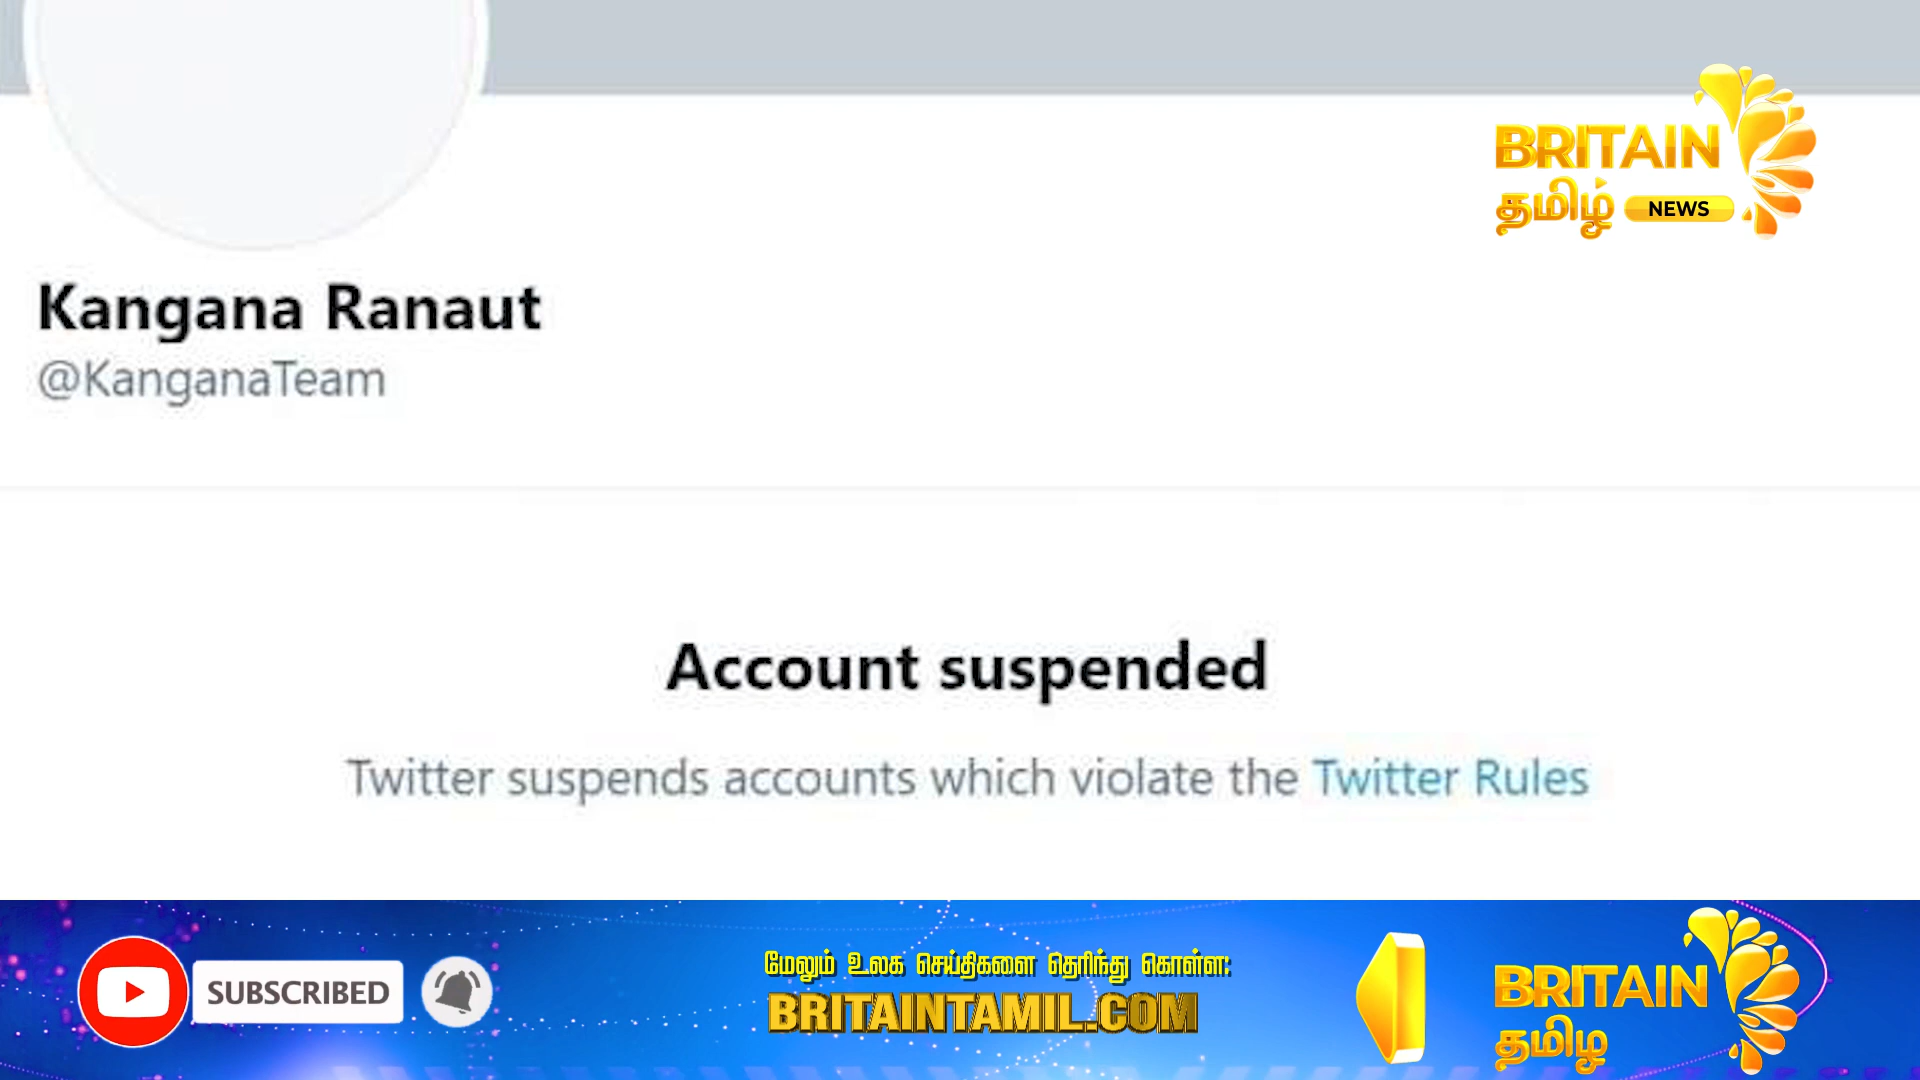 BRITAIN
தமிழ் NEWS
Kangana Ranaut
@KanganaTeam
Account suspended
Twitter suspends accounts which violate the Twitter Rules
SUBSCRIBED
மேலும் உலக செய்திகளை தெரிந்து கொள்ள:
BRITAINTAMIL.COM
BRITAIN
தமிழ்